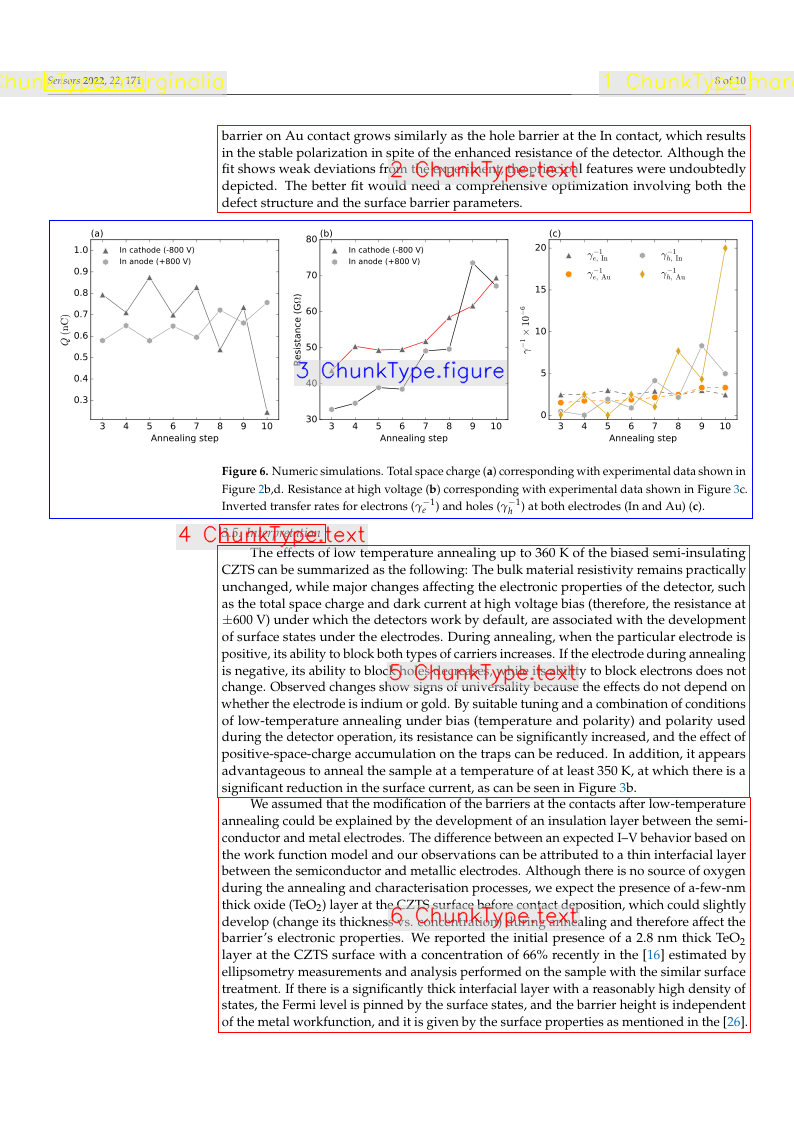 Sensors 2022, 22, 171
8 of 10
ChunkType.marginalia
1 ChunkType.mar
barrier on Au contact grows similarly as the hole barrier at the In contact, which results
in the stable polarization in spite of the enhanced resistance of the detector. Although the
fit shows weak deviations from the experiment, the principal features were undoubtedly
2 ChunkType.text
depicted. The better fit would need a comprehensive optimization involving both the
defect structure and the surface barrier parameters.
(a)
In cathode (-800 V)
In anode (+800 V)
1.0
0.9
0.8
0.7
0.6
0.5
0.4
0.3
Q (nC)
3 4 5 6 7 8 9 10
Annealing step
(b)
In cathode (-800 V)
In anode (+800 V)
80
70
60
50
40
30
Resistance (GΩ)
3 4 5 6 7 8 9 10
Annealing step
3 ChunkType.figure
(c)
γ⁻¹e, In
γ⁻¹h, In
γ⁻¹e, Au
γ⁻¹h, Au
20
15
10
5
0
γ⁻¹ × 10⁻⁶
3 4 5 6 7 8 9 10
Annealing step
Figure 6. Numeric simulations. Total space charge (a) corresponding with experimental data shown in
Figure 2b,d. Resistance at high voltage (b) corresponding with experimental data shown in Figure 3c.
Inverted transfer rates for electrons (γe⁻¹) and holes (γh⁻¹) at both electrodes (In and Au) (c).
4 ChunkType.text
3.5. Interpretation
The effects of low temperature annealing up to 360 K of the biased semi-insulating
CZTS can be summarized as the following: The bulk material resistivity remains practically
unchanged, while major changes affecting the electronic properties of the detector, such
as the total space charge and dark current at high voltage bias (therefore, the resistance at
±600 V) under which the detectors work by default, are associated with the development
of surface states under the electrodes. During annealing, when the particular electrode is
positive, its ability to block both types of carriers increases. If the electrode during annealing
is negative, its ability to block holes decreases, while its ability to block electrons does not
5 ChunkType.text
change. Observed changes show signs of universality because the effects do not depend on
whether the electrode is indium or gold. By suitable tuning and a combination of conditions
of low-temperature annealing under bias (temperature and polarity) and polarity used
during the detector operation, its resistance can be significantly increased, and the effect of
positive-space-charge accumulation on the traps can be reduced. In addition, it appears
advantageous to anneal the sample at a temperature of at least 350 K, at which there is a
significant reduction in the surface current, as can be seen in Figure 3b.
We assumed that the modification of the barriers at the contacts after low-temperature
annealing could be explained by the development of an insulation layer between the semi-
conductor and metal electrodes. The difference between an expected I–V behavior based on
the work function model and our observations can be attributed to a thin interfacial layer
between the semiconductor and metallic electrodes. Although there is no source of oxygen
during the annealing and characterisation processes, we expect the presence of a-few-nm
thick oxide (TeO₂) layer at the CZTS surface before contact deposition, which could slightly
6 ChunkType.text
develop (change its thickness vs. concentration) during annealing and therefore affect the
barrier's electronic properties. We reported the initial presence of a 2.8 nm thick TeO₂
layer at the CZTS surface with a concentration of 66% recently in the [16] estimated by
ellipsometry measurements and analysis performed on the sample with the similar surface
treatment. If there is a significantly thick interfacial layer with a reasonably high density of
states, the Fermi level is pinned by the surface states, and the barrier height is independent
of the metal workfunction, and it is given by the surface properties as mentioned in the [26].